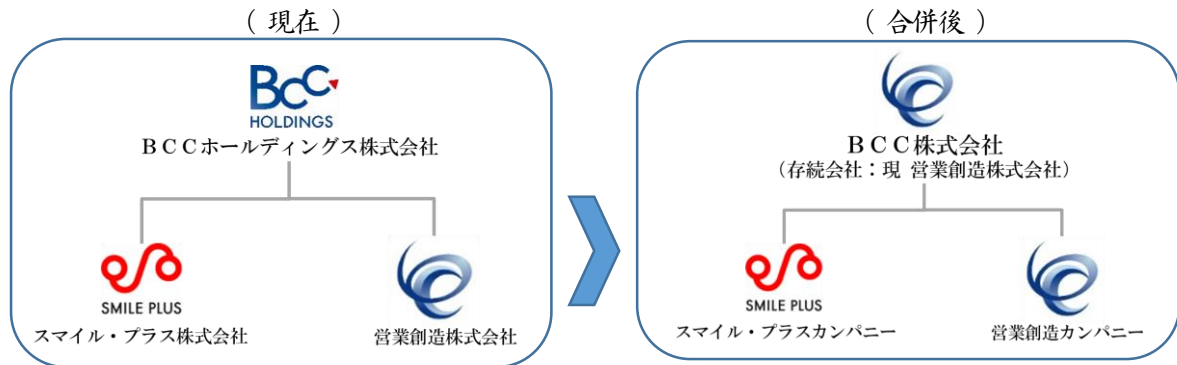 ( 現在 )
BCC
HOLDINGS
BCCホールディングス株式会社
SMILE PLUS
スマイル・プラス株式会社
営業創造株式会社
( 合併後 )
BCC株式会社
(存続会社：現 営業創造株式会社)
SMILE PLUS
スマイル・プラスカンパニー
営業創造カンパニー